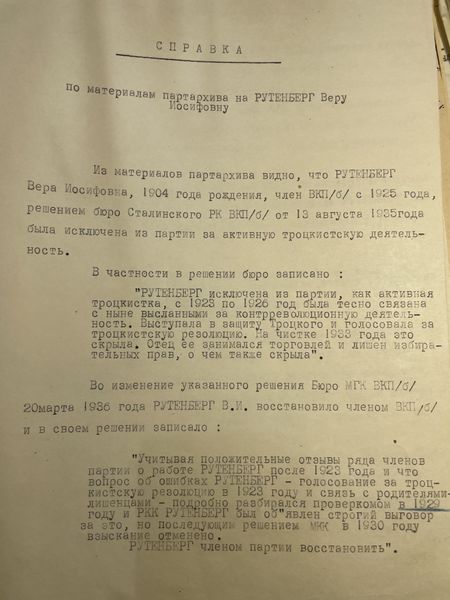 СПРАВКА
по материалам партархива на РУТЕНБЕРГ Веру
Иосифовну
Из материалов партархива видно, что РУТЕНБЕРГ
Вера Иосифовна, 1904 года рождения, член ВКП/б/ с 1925 года,
решением бюро Сталинского РК ВКП/б/ от 13 августа 1935года
была исключена из партии за активную троцкистскую деятель-
ность.
В частности в решении бюро записано :
"РУТЕНБЕРГ исключена из партии, как активная
троцкистка, с 1923 по 1926 год была тесно связана
с ныне высланными за контрреволюционную деятель-
ность. Выступала в защиту Троцкого и голосовала за
троцкистскую резолюцию. На чистке 1933 года это
скрыла. Отец ее занимался торговлей и лишен избира-
тельных прав, о чем также скрыла".
Во изменение указанного решения Бюро МГК ВКП/б/
20марта 1936 года РУТЕНБЕРГ В.И. восстановило членом ВКП/б/
и в своем решении записало :
"Учитывая положительные отзывы ряда членов
партии о работе РУТЕНБЕРГ после 1923 года и что
вопрос об ошибках РУТЕНБЕРГ - голосование за троц-
кистскую резолюцию в 1923 году и связь с родителями-
лишенцами - подробно разбирался проверкомом в 1929
году и РКК РУТЕНБЕРГ был об"явлен строгий выговор
за это, но последующим решением МКК в 1930 году
взыскание отменено.
РУТЕНБЕРГ членом партии восстановить".